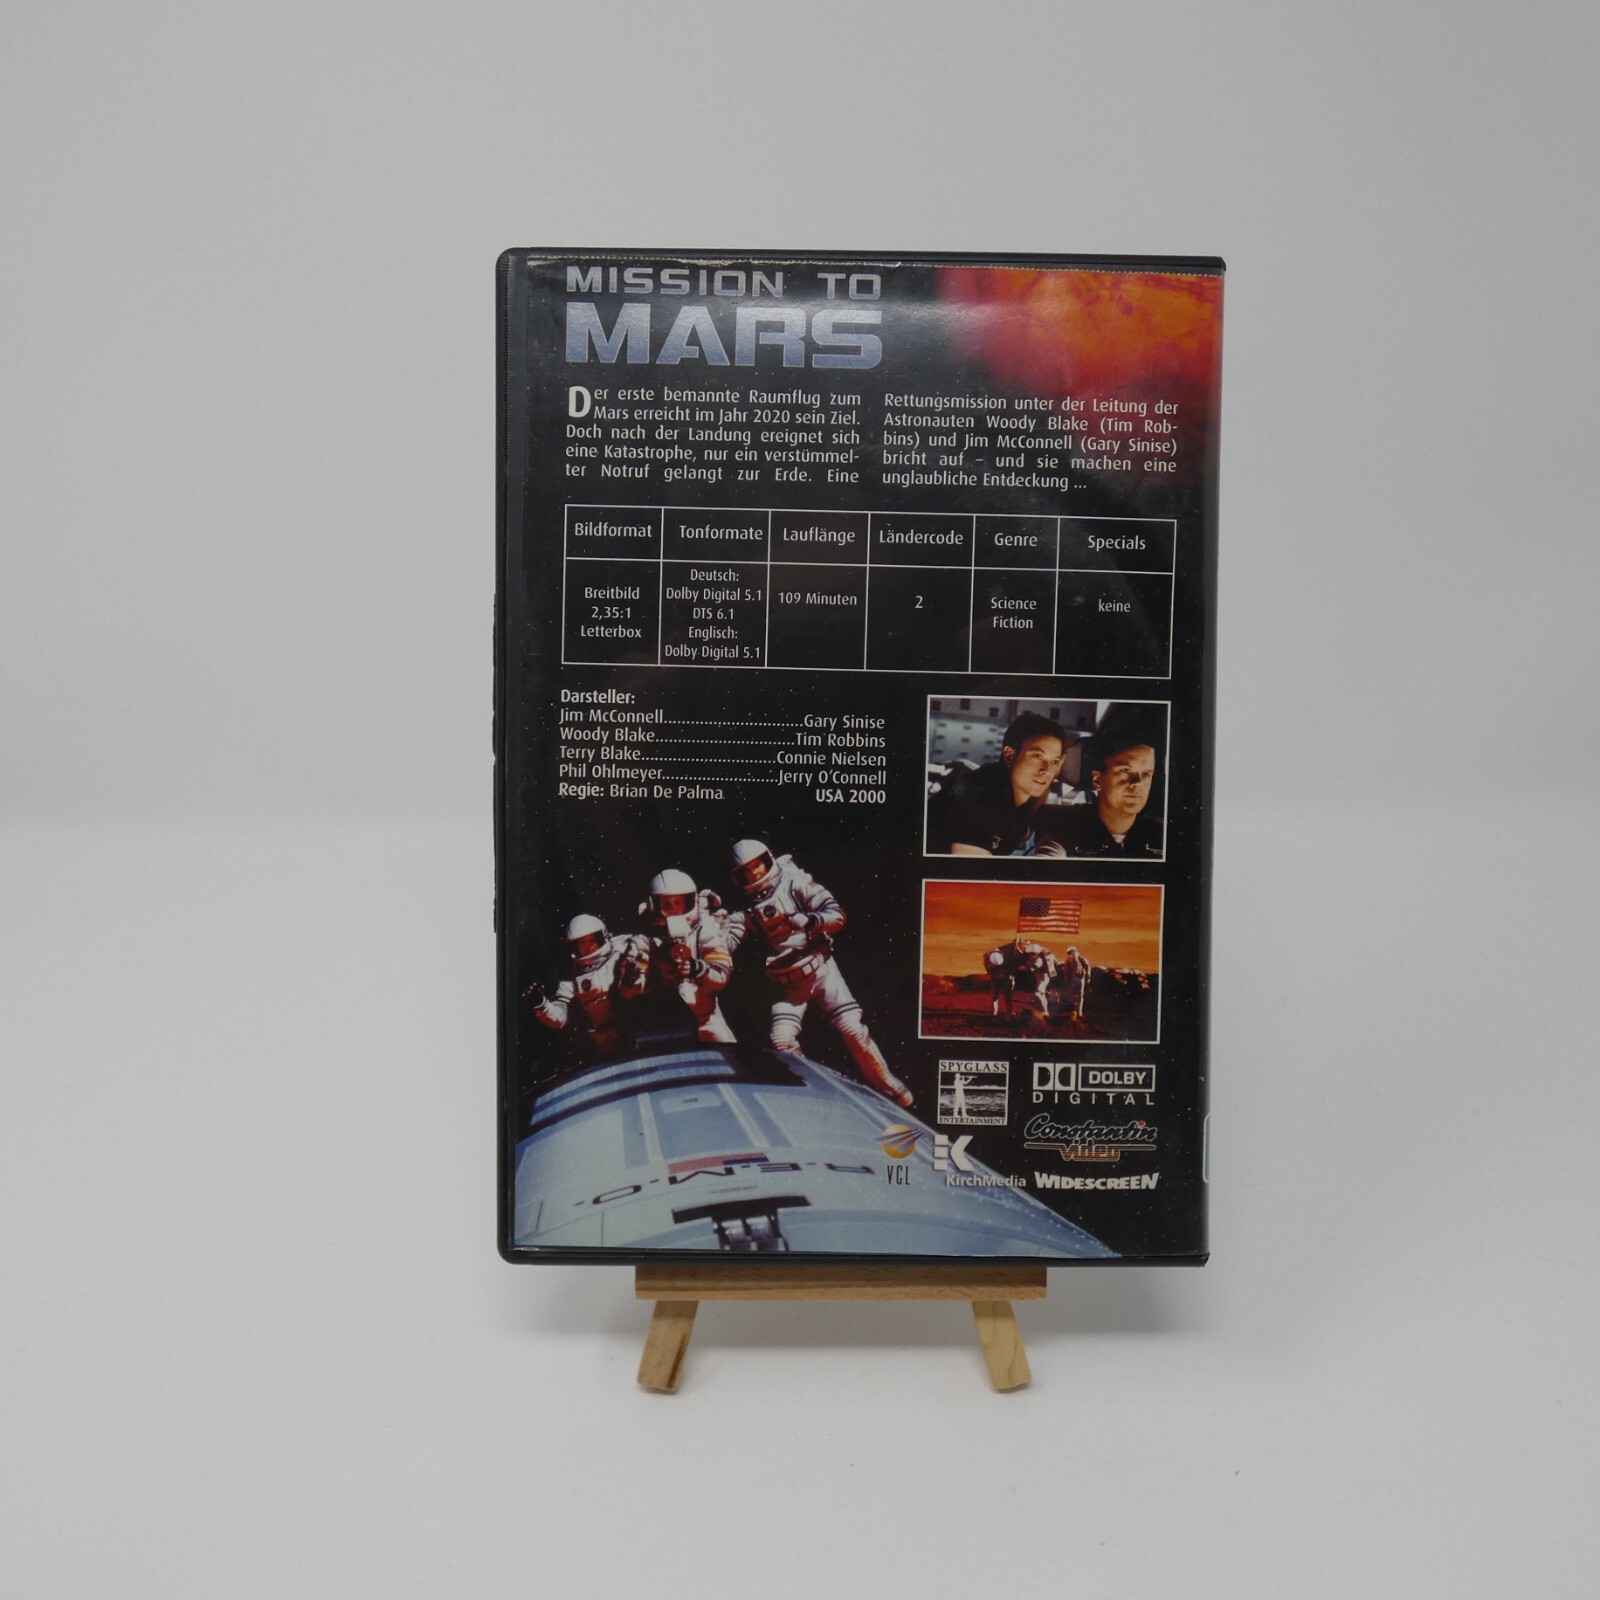 MISSION TO
MARS
Der erste bemannte Raumflug zum
Mars erreicht im Jahr 2020 sein Ziel.
Doch nach der Landung ereignet sich
eine Katastrophe, nur ein verstümmel-
ter Notruf gelangt zur Erde. Eine
Rettungsmission unter der Leitung der
Astronauten Woody Blake (Tim Rob-
bins) und Jim McConnell (Gary Sinise)
bricht auf – und sie machen eine
unglaubliche Entdeckung ...
Bildformat Tonformate Lauflänge Ländercode Genre Specials
Breitbild
2,35:1
Letterbox
Deutsch:
Dolby Digital 5.1
DTS 6.1
Englisch:
Dolby Digital 5.1
109 Minuten
2
Science
Fiction
keine
Darsteller:
Jim McConnell..............................Gary Sinise
Woody Blake..............................Tim Robbins
Terry Blake.............................Connie Nielsen
Phil Ohlmeyer.........................Jerry O'Connell
Regie: Brian De Palma USA 2000
SPYGLASS
ENTERTAINMENT
DOLBY
DIGITAL
Constantin
Video
VCL
K
KirchMedia
WIDESCREEN
R.E.M.O.